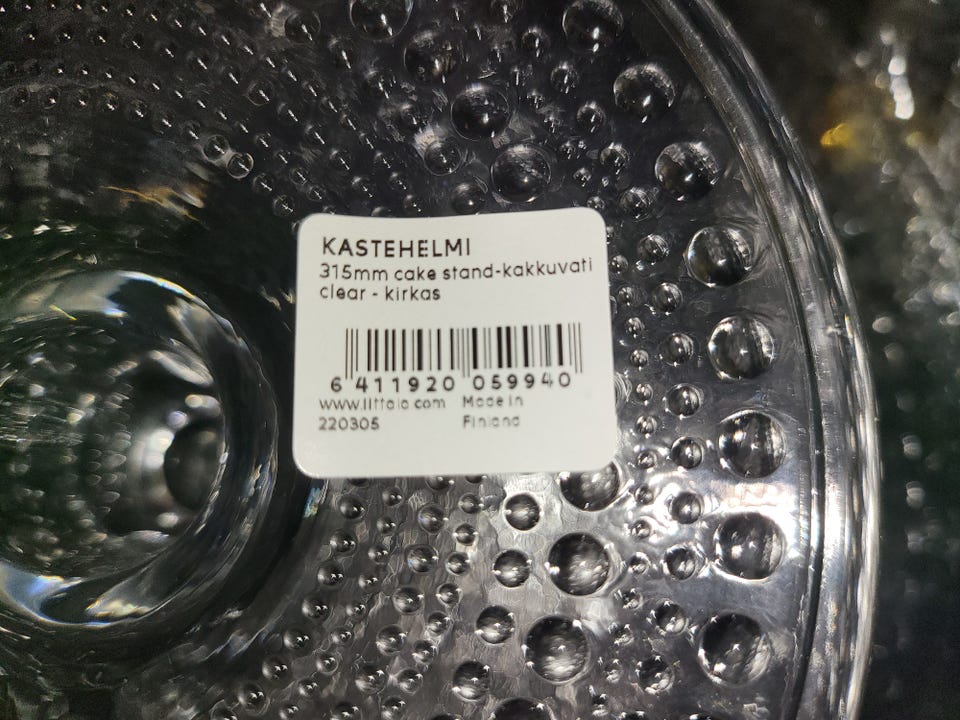 KASTEHELMI
315mm cake stand-kakkuvati
clear - kirkas
6 411920 059940
www.iittala.com Made in
220305 Finland